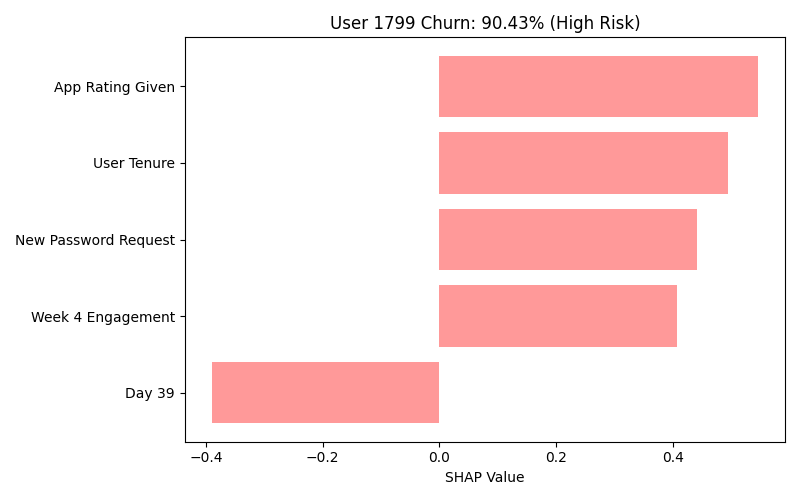 User 1799 Churn: 90.43% (High Risk)
App Rating Given
User Tenure
New Password Request
Week 4 Engagement
Day 39
−0.4 −0.2 0.0 0.2 0.4
SHAP Value